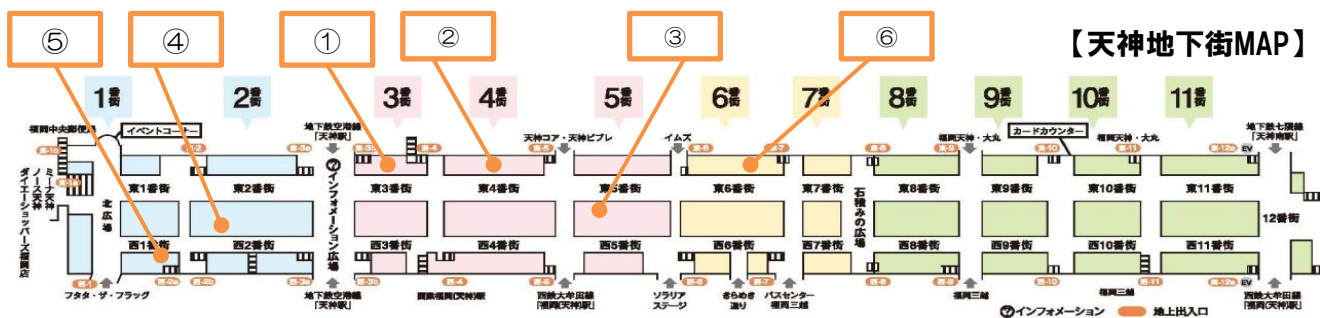 ⑤ ④ ① ② ③ ⑥
【天神地下街MAP】
1番街 2番街 3番街 4番街 5番街 6番街 7番街 8番街 9番街 10番街 11番街
福岡中央郵便局
イベントコーナー
地下鉄空港線
「天神駅」
天神コア・天神ビブレ
イムズ
福岡天神・大丸
カードカウンター
福岡天神・大丸
地下鉄七隈線
「天神南駅」
ミーナ天神
ノース天神
ダイエーショッパーズ福岡店
北広場
インフォメーション広場
石積みの広場
東1番街 東2番街 東3番街 東4番街 東5番街 東6番街 東7番街 東8番街 東9番街 東10番街 東11番街
12番街
西1番街 西2番街 西3番街 西4番街 西5番街 西6番街 西7番街 西8番街 西9番街 西10番街 西11番街
フタタ・ザ・フラッグ
地下鉄空港線
「天神駅」
西鉄福岡(天神)駅
西鉄大牟田線
「福岡(天神)駅」
ソラリア
ステージ
きらめき
通り
バスセンター
福岡三越
福岡三越
福岡三越
西鉄大牟田線
「福岡(天神)駅」
EV
EV
?インフォメーション 地上出入口